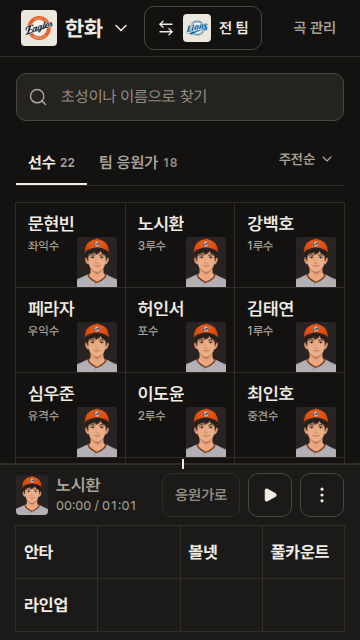 Eagles 한화 Lions 전 팀 곡 관리
초성이나 이름으로 찾기
선수 22 팀 응원가 18 주전순
문현빈 노시환 강백호
좌익수 3루수 1루수
페라자 허인서 김태연
우익수 포수 1루수
심우준 이도윤 최인호
유격수 2루수 중견수
노시환
00:00 / 01:01
응원가로
안타 볼넷 풀카운트
라인업